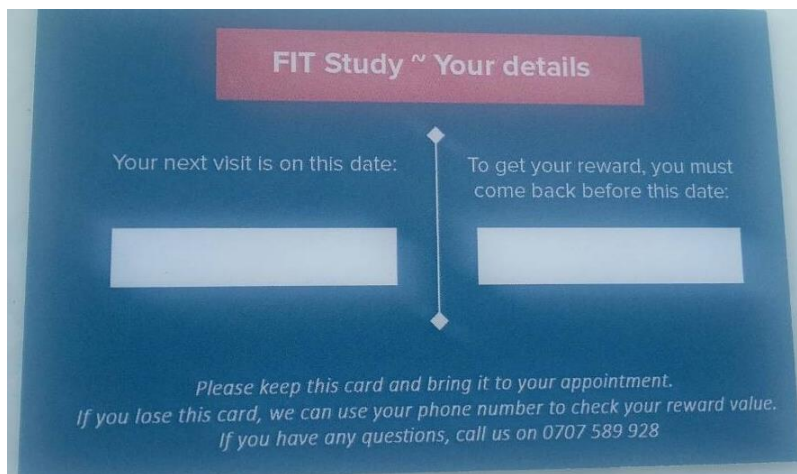 FIT Study ~ Your details
Your next visit is on this date:
To get your reward, you must
come back before this date:
Please keep this card and bring it to your appointment.
If you lose this card, we can use your phone number to check your reward value.
If you have any questions, call us on 0707 589 928